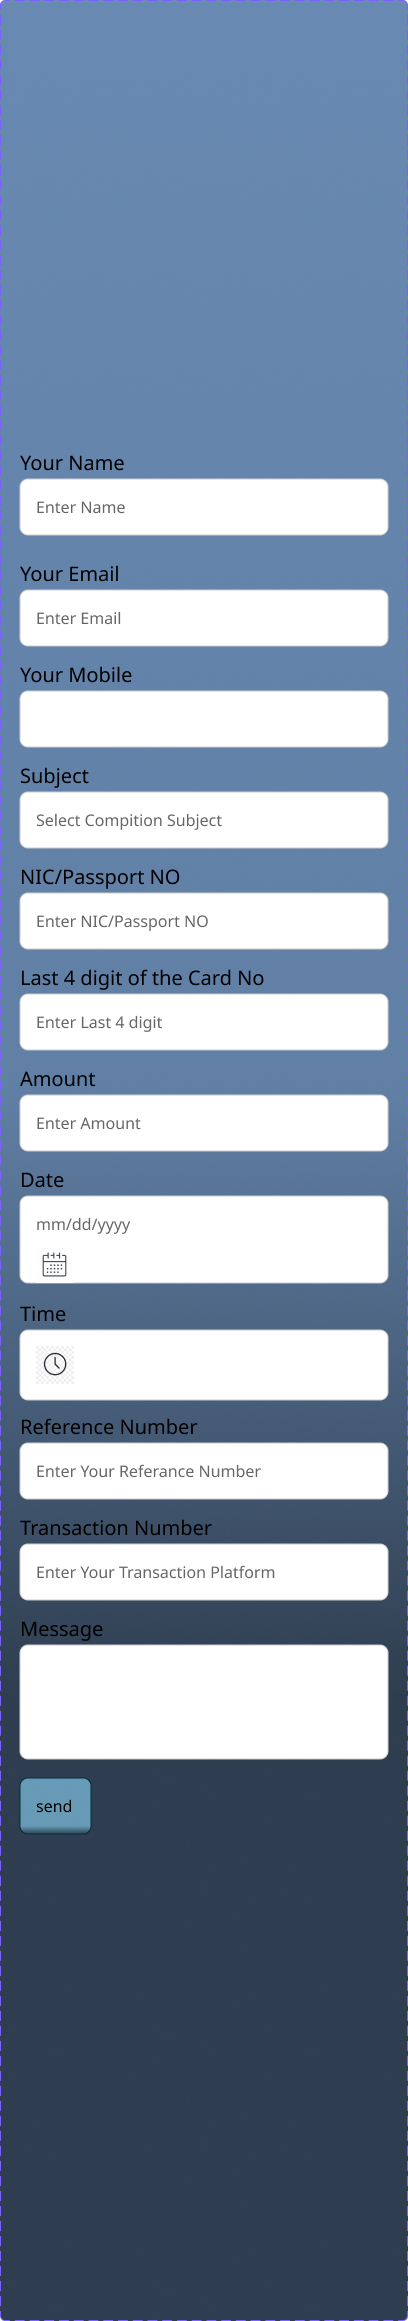 Your Name
Enter Name
Your Email
Enter Email
Your Mobile
Subject
Select Compition Subject
NIC/Passport NO
Enter NIC/Passport NO
Last 4 digit of the Card No
Enter Last 4 digit
Amount
Enter Amount
Date
mm/dd/yyyy
Time
Reference Number
Enter Your Referance Number
Transaction Number
Enter Your Transaction Platform
Message
send